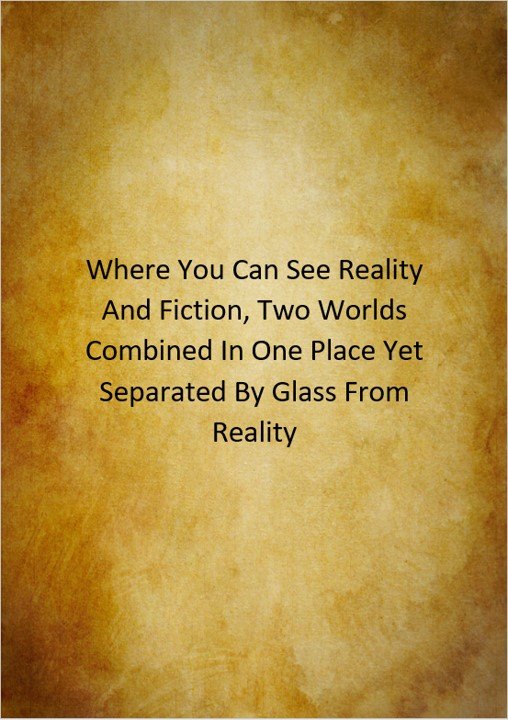 Where You Can See Reality
And Fiction, Two Worlds
Combined In One Place Yet
Separated By Glass From
Reality